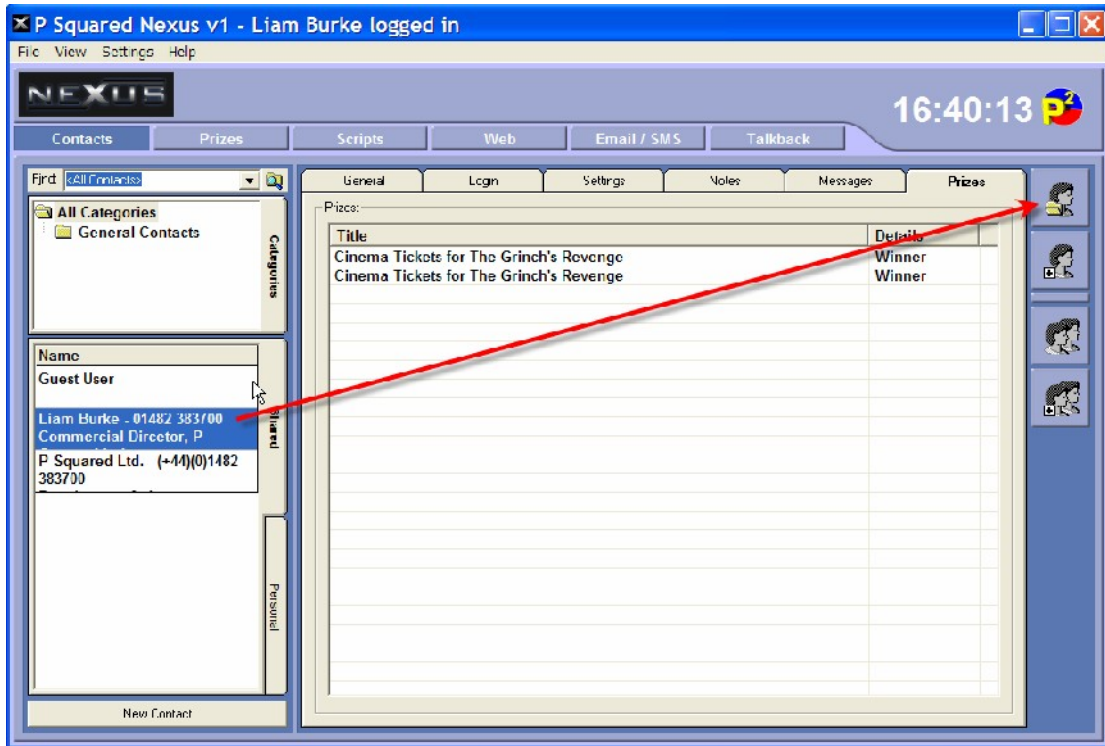 P Squared Nexus v1 - Liam Burke logged in
File View Settings Help
NEXUS
16:40:13 P2
Contacts Prizes Scripts Web Email / SMS Talkback
Find <All Contacts>
General Login Settings Notes Messages Prizes
All Categories
General Contacts
Categories
Prizes:
Title Details
Cinema Tickets for The Grinch's Revenge Winner
Cinema Tickets for The Grinch's Revenge Winner
Name
Guest User
Liam Burke - 01482 383700
Commercial Director, P
P Squared Ltd. (+44)(0)1482
383700
Shared
Personal
New Contact